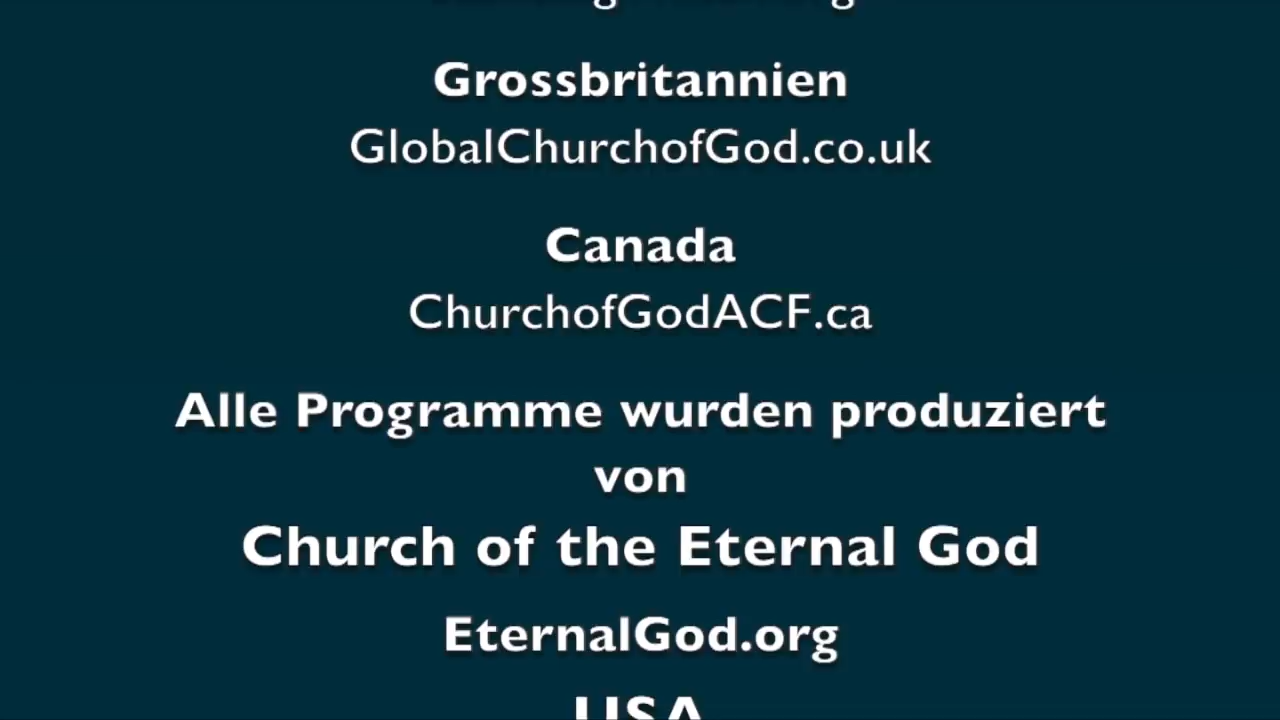 Grossbritannien
GlobalChurchofGod.co.uk
Canada
ChurchofGodACF.ca
Alle Programme wurden produziert
von
Church of the Eternal God
EternalGod.org
USA